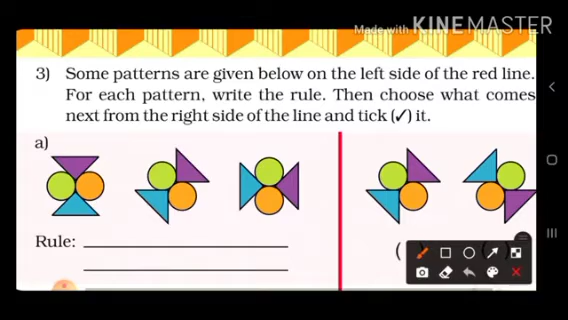 Made with KINEMASTER
3) Some patterns are given below on the left side of the red line.
For each pattern, write the rule. Then choose what comes
next from the right side of the line and tick (✓) it.
a)
Rule:
(